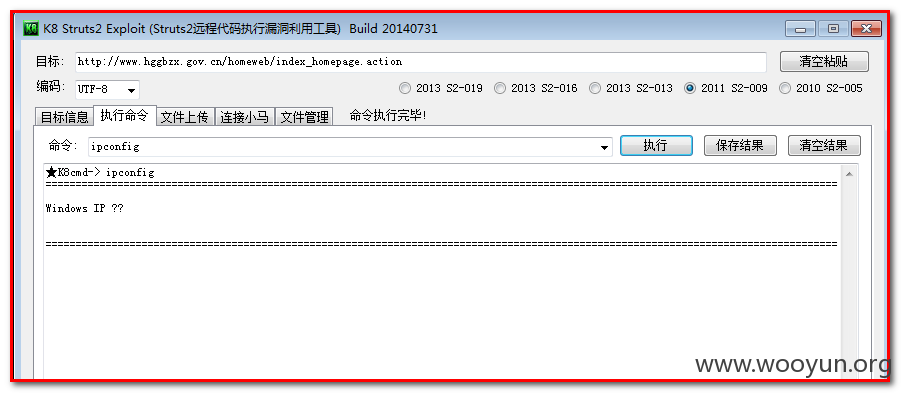 K8 Struts2 Exploit (Struts2远程代码执行漏洞利用工具) Build 20140731
目标: http://www.hggbzx.gov.cn/homeweb/index_homepage.action 清空粘贴
编码: UTF-8 2013 S2-019 2013 S2-016 2013 S2-013 2011 S2-009 2010 S2-005
目标信息 执行命令 文件上传 连接小马 文件管理 命令执行完毕!
命令: ipconfig 执行 保存结果 清空结果
★K8cmd-> ipconfig
Windows IP ??
www.wooyun.org